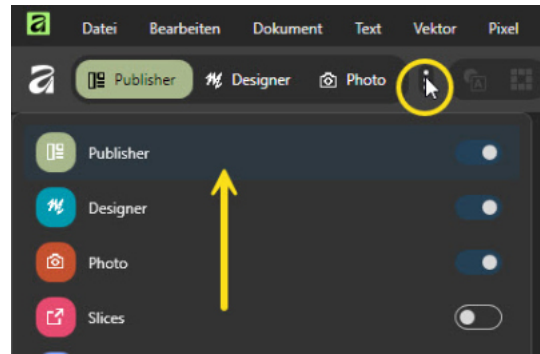 Datei Bearbeiten Dokument Text Vektor Pixel
Publisher Designer Photo
Publisher
Designer
Photo
Slices